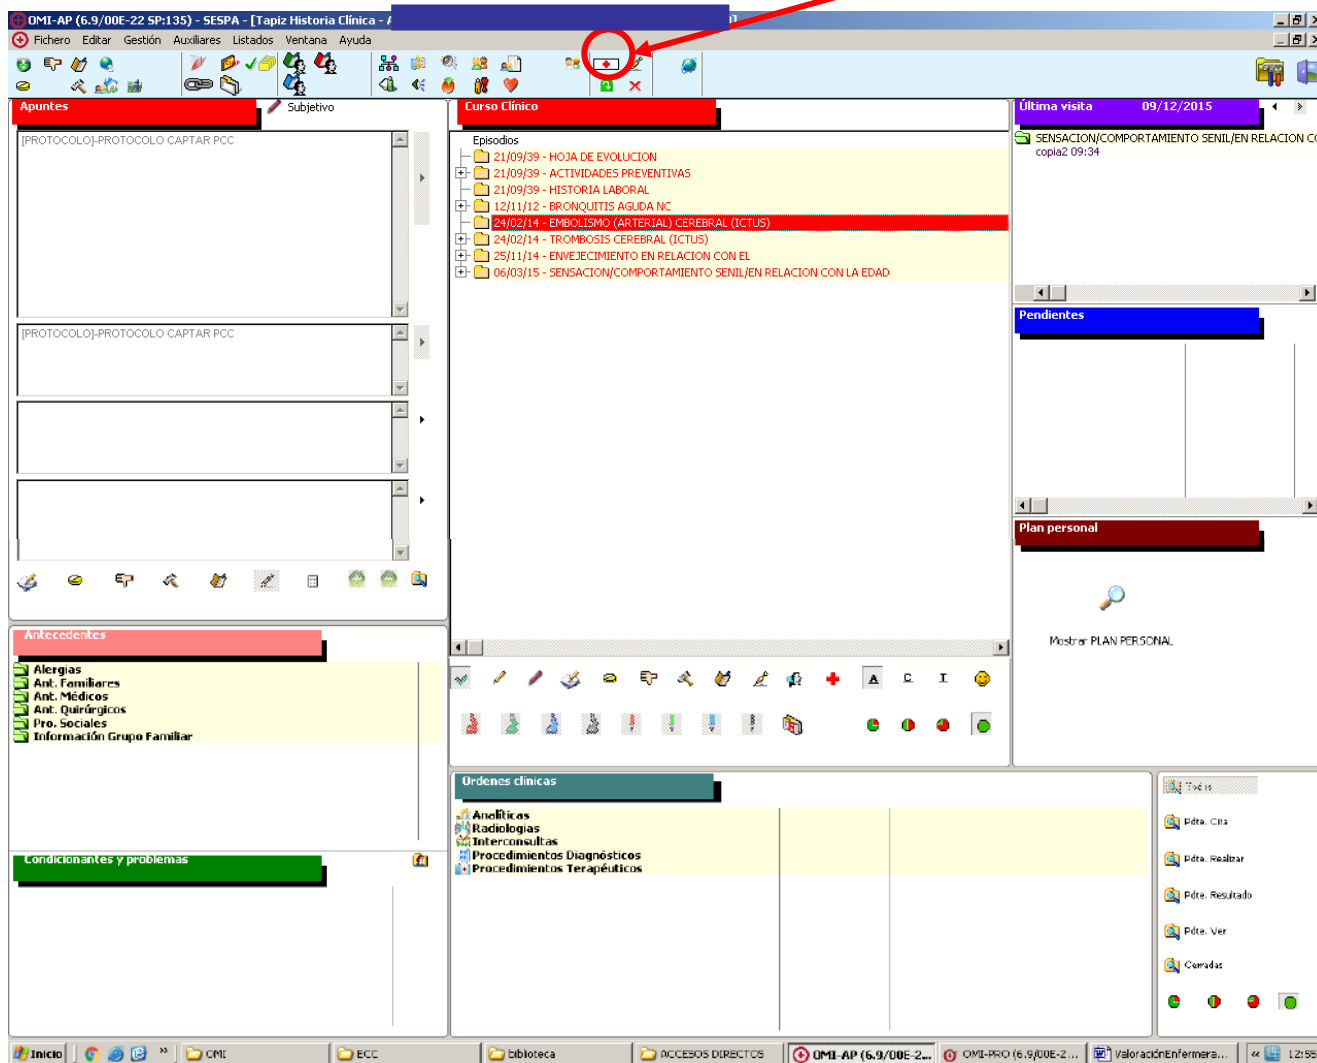 OMI-AP (6.9/00E-22 SP:135) - SESPA - [Tapiz Historia Clínica -
Fichero Editar Gestión Auxiliares Listados Ventana Ayuda
Apuntes
Subjetivo
[PROTOCOLO]-PROTOCOLO CAPTAR PCC
[PROTOCOLO]-PROTOCOLO CAPTAR PCC
Antecedentes
Alergias
Ant. Familiares
Ant. Médicos
Ant. Quirúrgicos
Pro. Sociales
Información Grupo Familiar
Condicionantes y problemas
Curso Clínico
Episodios
21/09/39 - HOJA DE EVOLUCION
21/09/39 - ACTIVIDADES PREVENTIVAS
21/09/39 - HISTORIA LABORAL
12/11/12 - BRONQUITIS AGUDA NC
24/02/14 - EMBOLISMO (ARTERIAL) CEREBRAL (ICTUS)
24/02/14 - TROMBOSIS CEREBRAL (ICTUS)
25/11/14 - ENVEJECIMIENTO EN RELACION CON EL
06/03/15 - SENSACION/COMPORTAMIENTO SENIL/EN RELACION CON LA EDAD
A C I
Ordenes clínicas
Analíticas
Radiologias
Interconsultas
Procedimientos Diagnósticos
Procedimientos Terapéuticos
Última visita 09/12/2015
SENSACION/COMPORTAMIENTO SENIL/EN RELACION CO
copia2 09:34
Pendientes
Plan personal
Mostrar PLAN PERSONAL
Todos
Pdte. Cita
Pdte. Realizar
Pdte. Resultado
Pdte. Ver
Cerradas
Inicio
OMI
ECC
biblioteca
ACCESOS DIRECTOS
OMI-AP (6.9/00E-2...
OMI-PRO (6.9/00E-2...
ValoraciónEnfermera...
12:55